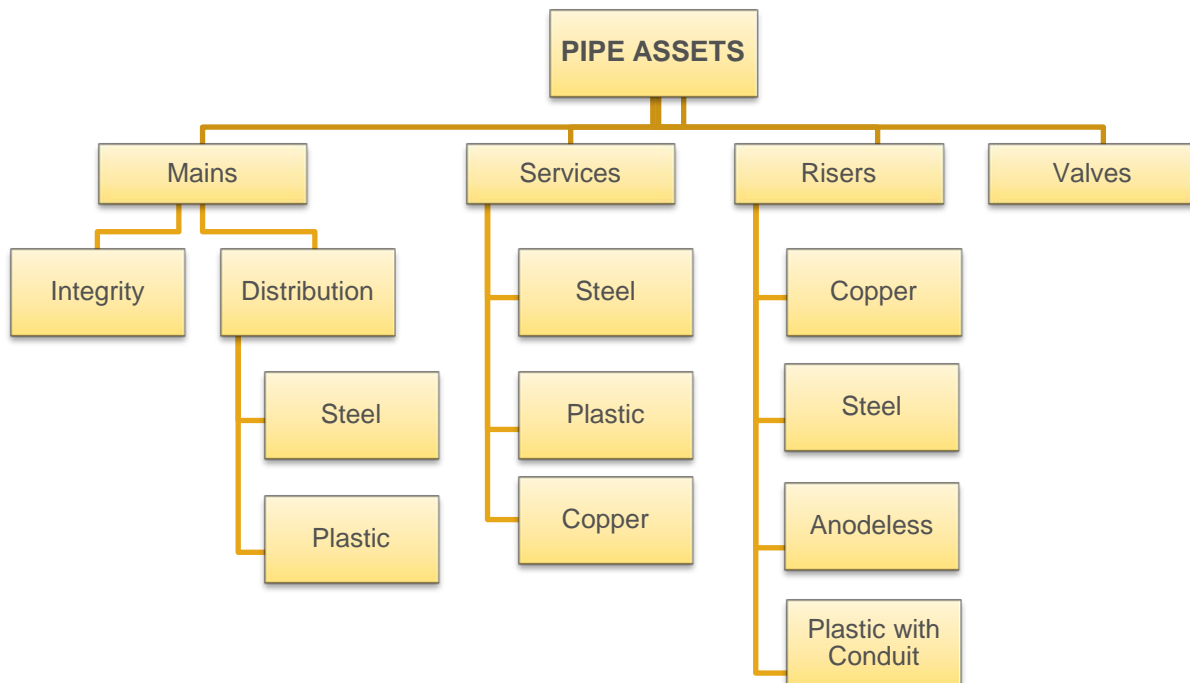 PIPE ASSETS
Mains
Services
Risers
Valves
Integrity
Distribution
Steel
Plastic
Steel
Plastic
Copper
Copper
Steel
Anodeless
Plastic with
Conduit